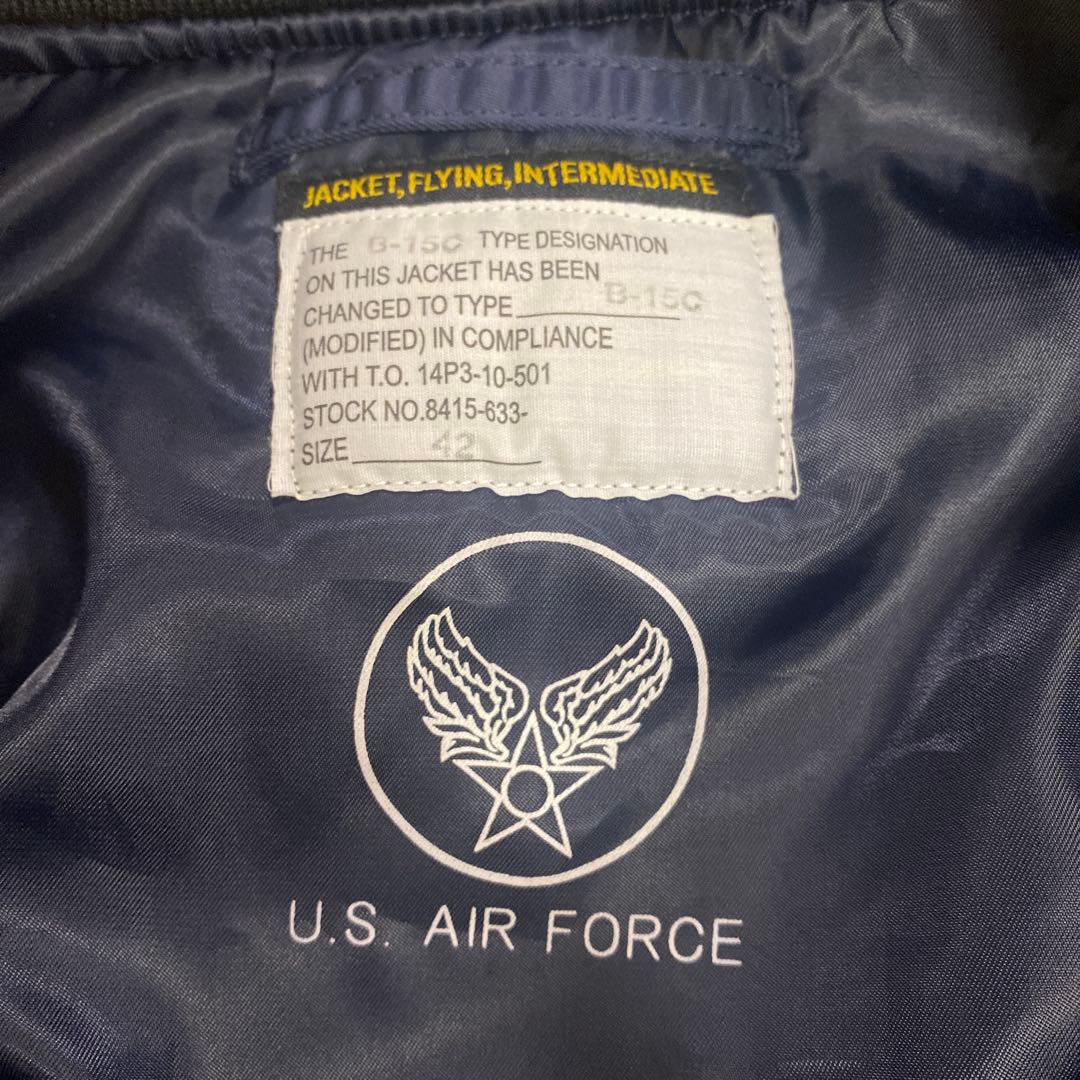 JACKET, FLYING, INTERMEDIATE
THE B-15C TYPE DESIGNATION
ON THIS JACKET HAS BEEN
CHANGED TO TYPE B-15C
(MODIFIED) IN COMPLIANCE
WITH T.O. 14P3-10-501
STOCK NO.8415-633-
SIZE 42
U.S. AIR FORCE